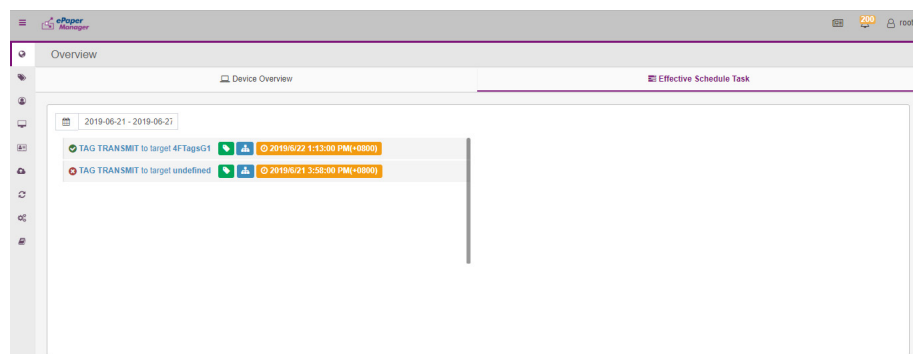 ePaper
Manager
200
root
Overview
Device Overview
Effective Schedule Task
2019-06-21 - 2019-06-27
TAG TRANSMIT to target 4FTagsG1 2019/6/22 1:13:00 PM(+0800)
TAG TRANSMIT to target undefined 2019/6/21 3:58:00 PM(+0800)